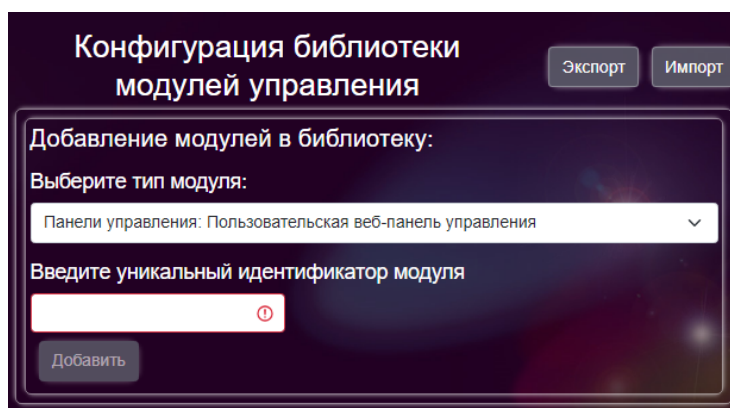 Конфигурация библиотеки
модулей управления
Экспорт
Импорт
Добавление модулей в библиотеку:
Выберите тип модуля:
Панели управления: Пользовательская веб-панель управления
Введите уникальный идентификатор модуля
Добавить